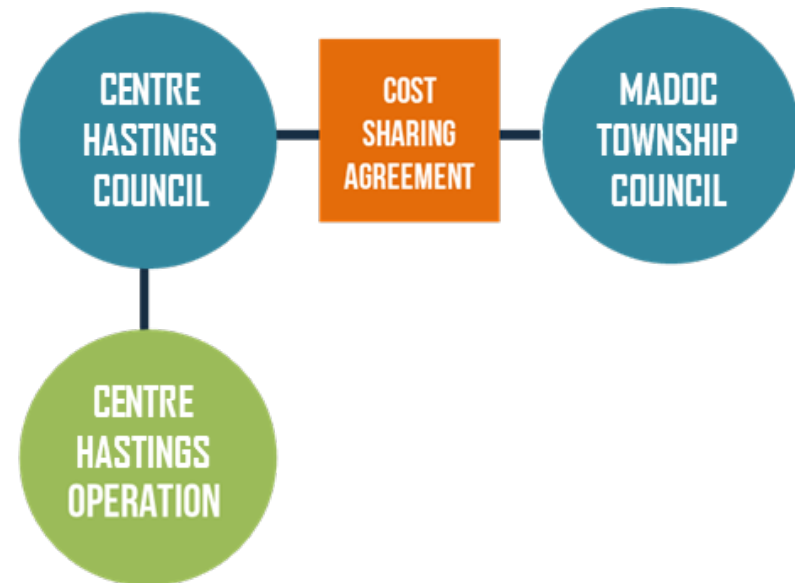 CENTRE
HASTINGS
COUNCIL
COST
SHARING
AGREEMENT
MADOC
TOWNSHIP
COUNCIL
CENTRE
HASTINGS
OPERATION